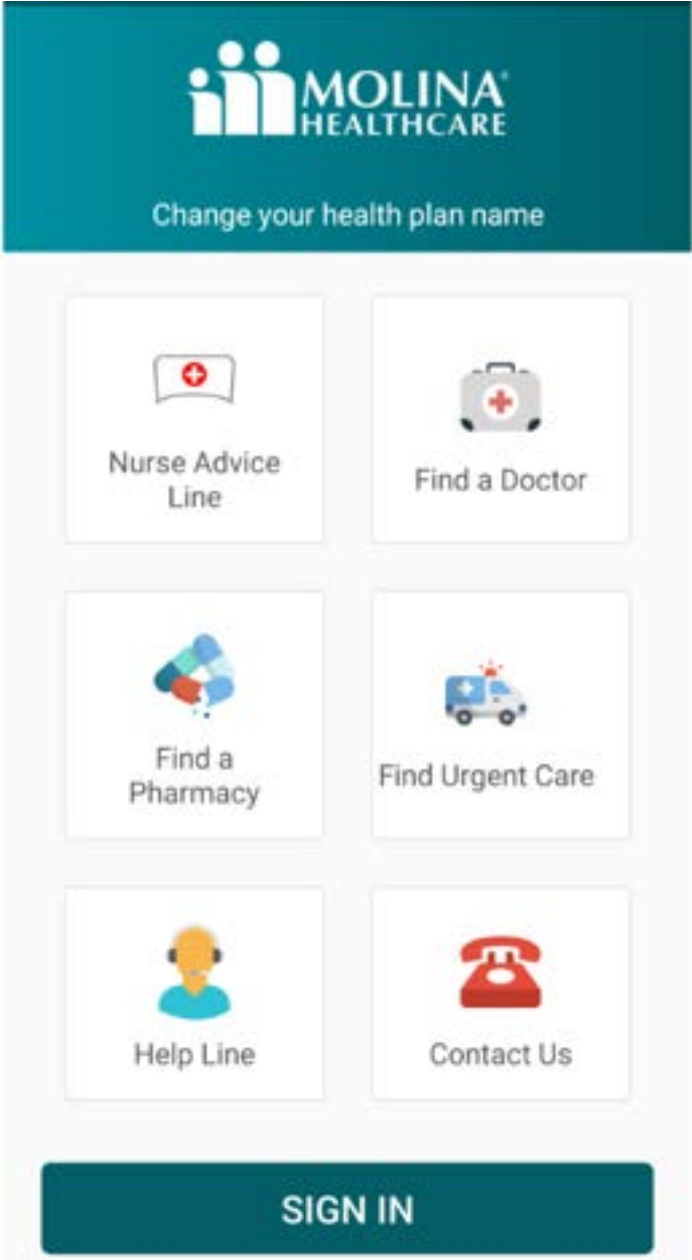 MOLINA
HEALTHCARE
Change your health plan name
Nurse Advice
Line
Find a Doctor
Find a
Pharmacy
Find Urgent Care
Help Line
Contact Us
SIGN IN